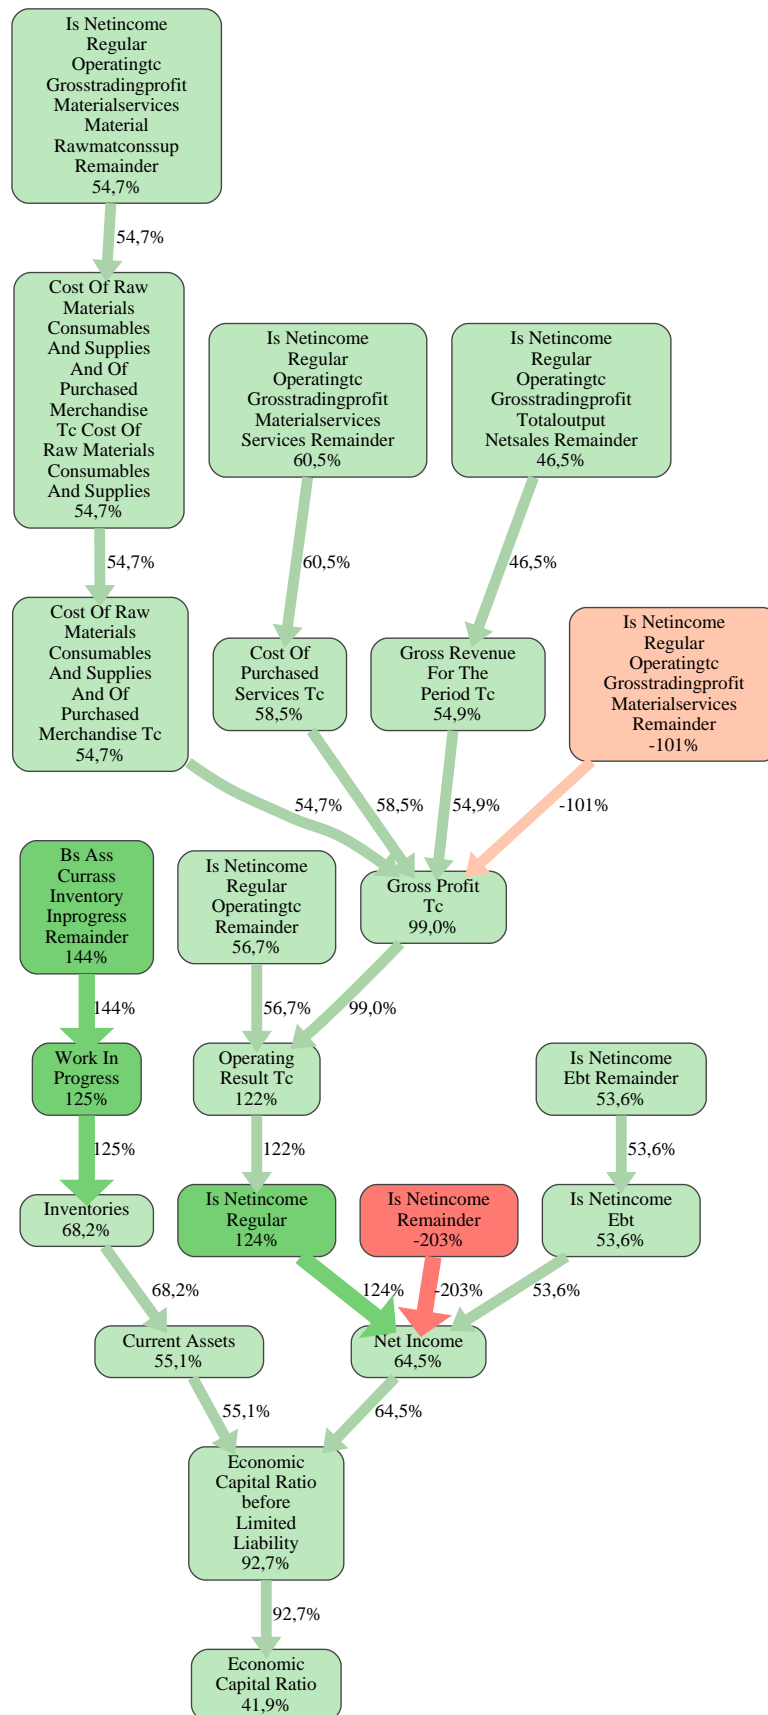 Is Netincome
Regular
Operatingtc
Grosstradingprofit
Materialservices
Material
Rawmatconssup
Remainder
54,7%
54,7%
Cost Of Raw
Materials
Consumables
And Supplies
And Of
Purchased
Merchandise
Tc Cost Of
Raw Materials
Consumables
And Supplies
54,7%
Is Netincome
Regular
Operatingtc
Grosstradingprofit
Materialservices
Services Remainder
60,5%
Is Netincome
Regular
Operatingtc
Grosstradingprofit
Totaloutput
Netsales Remainder
46,5%
54,7%
60,5%
46,5%
Cost Of Raw
Materials
Consumables
And Supplies
And Of
Purchased
Merchandise Tc
54,7%
Cost Of
Purchased
Services Tc
58,5%
Gross Revenue
For The
Period Tc
54,9%
Is Netincome
Regular
Operatingtc
Grosstradingprofit
Materialservices
Remainder
-101%
54,7%
58,5%
54,9%
-101%
Bs Ass
Currass
Inventory
Inprogress
Remainder
144%
Is Netincome
Regular
Operatingtc
Remainder
56,7%
Gross Profit
Tc
99,0%
144%
56,7%
99,0%
Work In
Progress
125%
Operating
Result Tc
122%
Is Netincome
Ebt Remainder
53,6%
125%
122%
53,6%
Inventories
68,2%
Is Netincome
Regular
124%
Is Netincome
Remainder
-203%
Is Netincome
Ebt
53,6%
68,2%
124%
-203%
53,6%
Current Assets
55,1%
Net Income
64,5%
55,1%
64,5%
Economic
Capital Ratio
before
Limited
Liability
92,7%
92,7%
Economic
Capital Ratio
41,9%